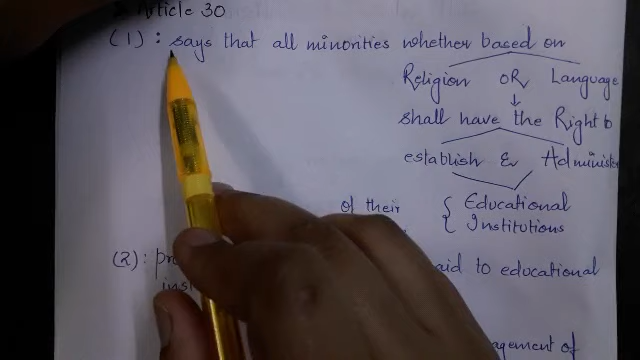 Article 30
(1) : says that all minorities whether based on
Religion OR Language
shall have the Right to
establish & Administer
of their { Educational
Institutions
(2) : aid to educational
of